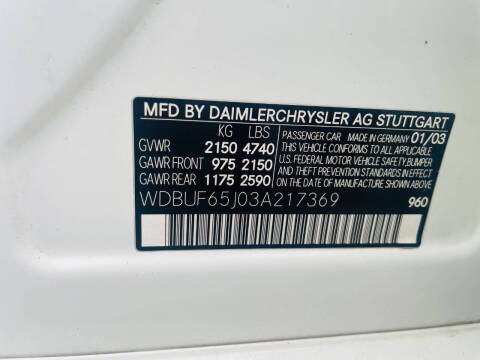 MFD BY DAIMLERCHRYSLER AG STUTTGART
KG LBS
GVWR 2150 4740
GAWR FRONT 975 2150
GAWR REAR 1175 2590
PASSENGER CAR MADE IN GERMANY 01/03
THIS VEHICLE CONFORMS TO ALL APPLICABLE
U.S. FEDERAL MOTOR VEHICLE SAFETY, BUMPER
AND THEFT PREVENTION STANDARDS IN EFFECT
ON THE DATE OF MANUFACTURE SHOWN ABOVE.
WDBUF65J03A217369
960